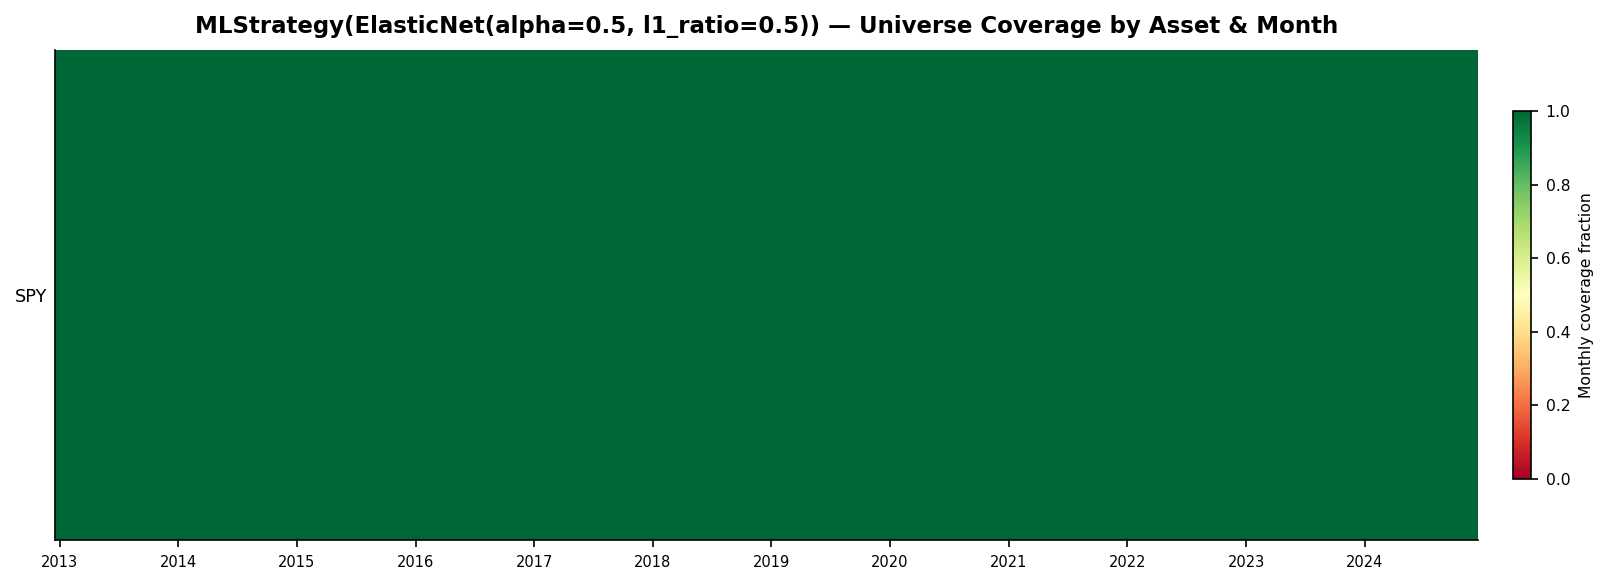 MLStrategy(ElasticNet(alpha=0.5, l1_ratio=0.5)) — Universe Coverage by Asset & Month
SPY
2013 2014 2015 2016 2017 2018 2019 2020 2021 2022 2023 2024
1.0
0.8
0.6
0.4
0.2
0.0
Monthly coverage fraction